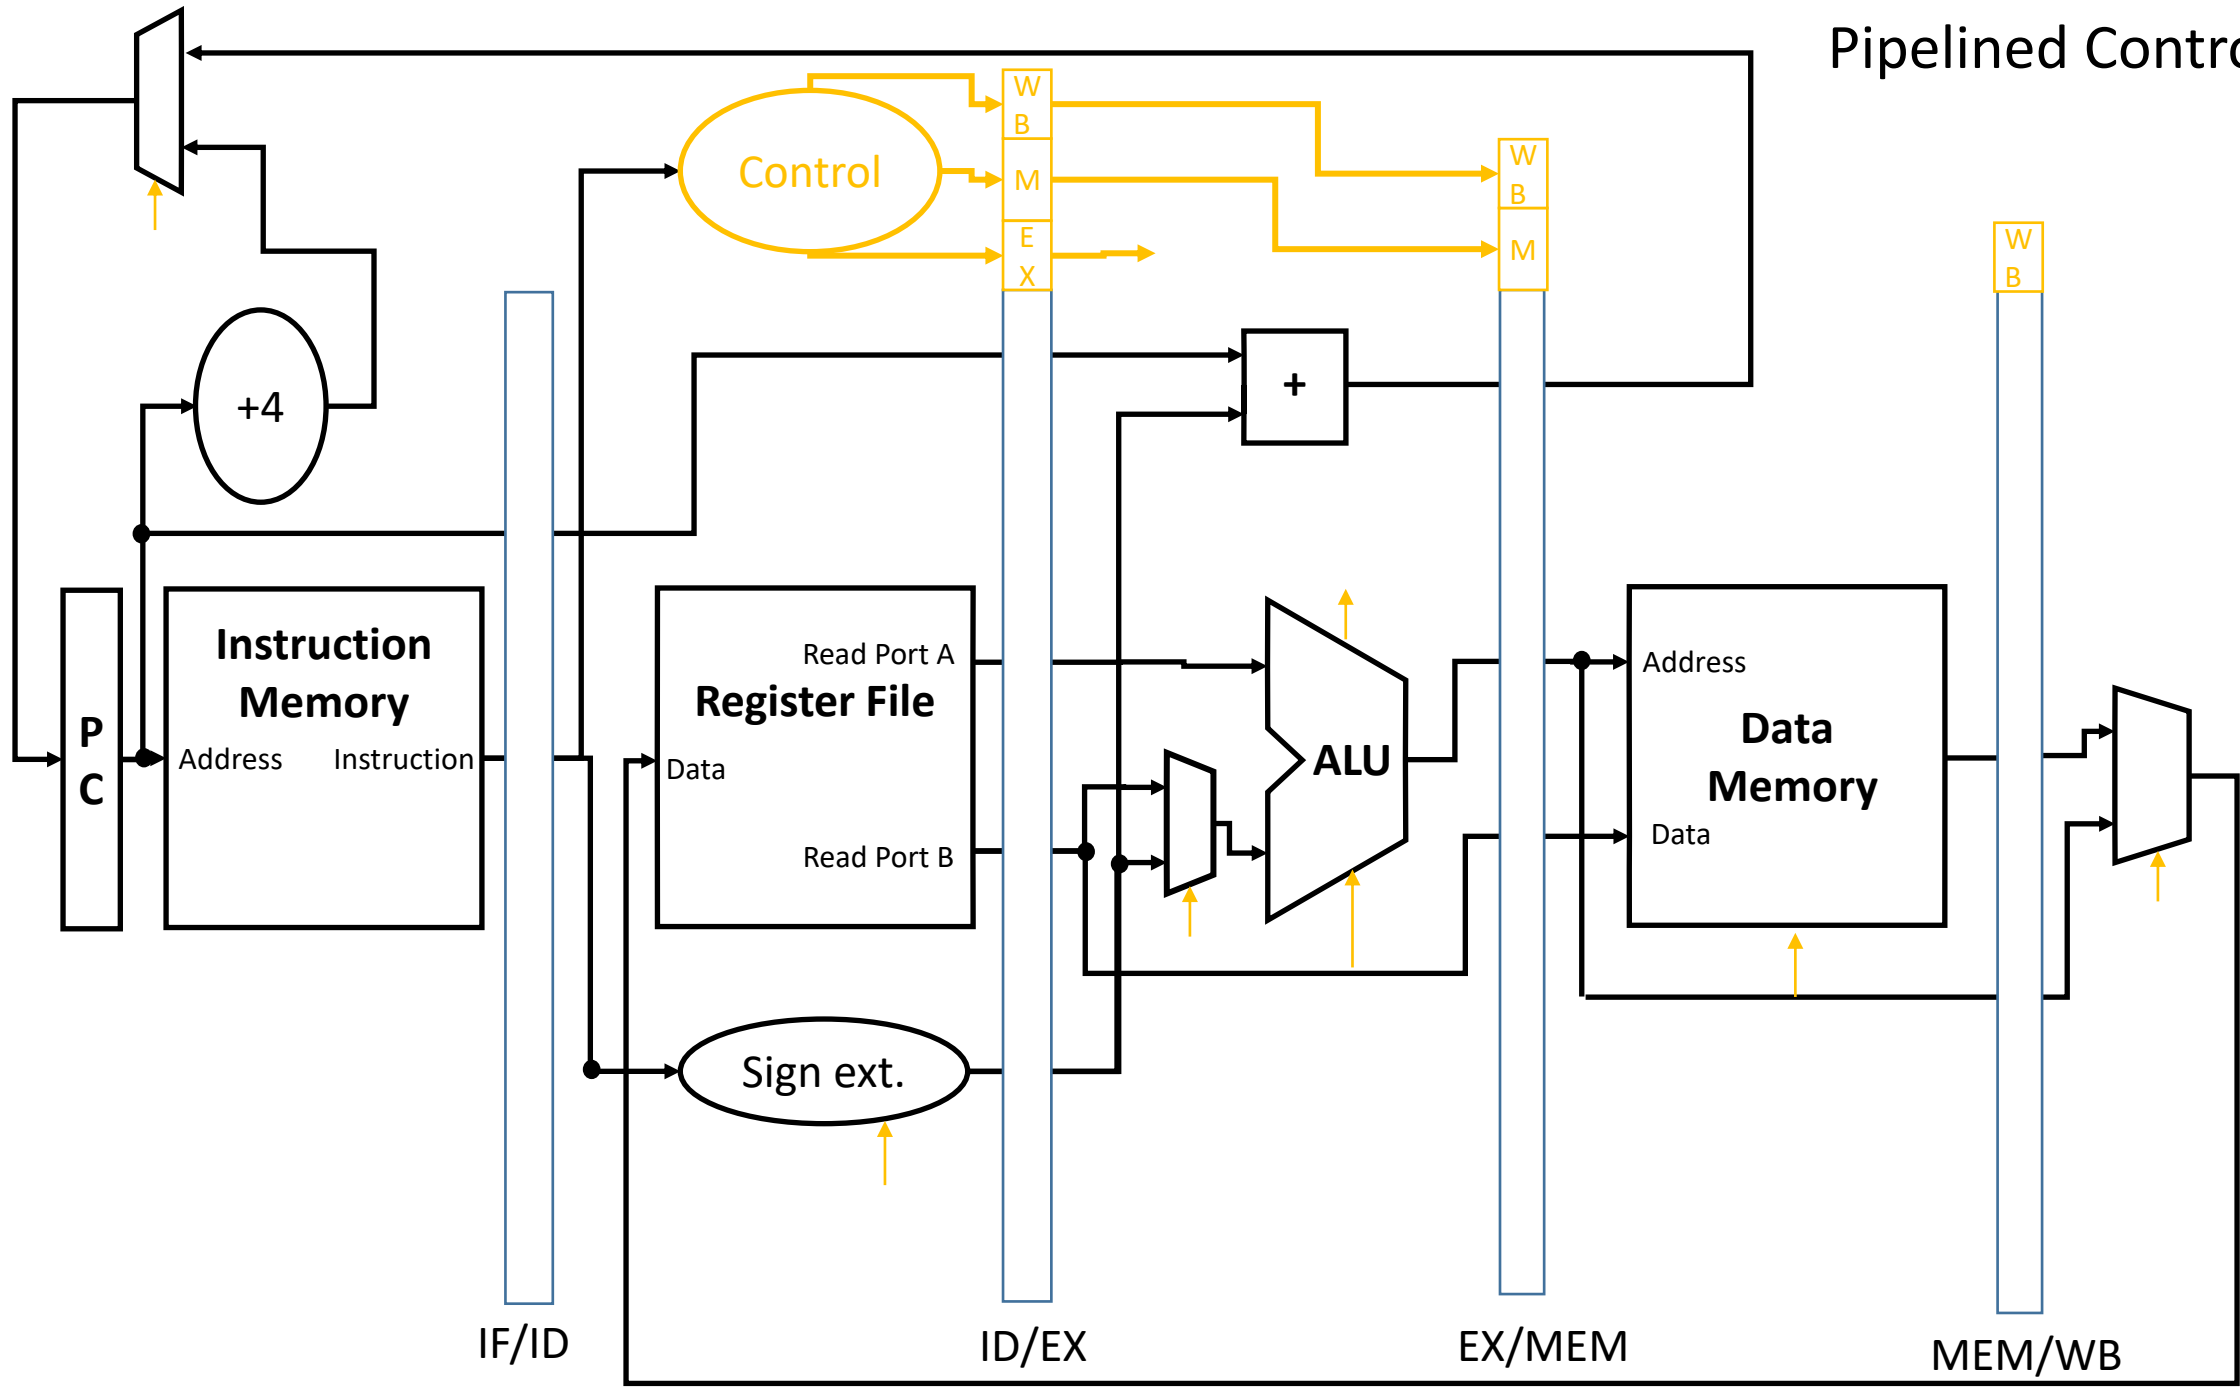 Pipelined Contro
W
B
M
E
X
Control
W
B
M
W
B
+4
+
Instruction
Memory
Address
Instruction
P
C
Read Port A
Register File
Data
Read Port B
ALU
Address
Data
Memory
Data
Sign ext.
IF/ID
ID/EX
EX/MEM
MEM/WB